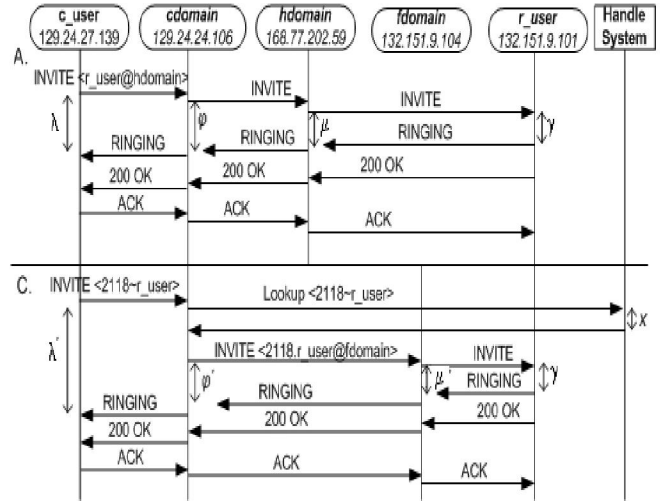 c_user
129.24.27.139
cdomain
129.24.24.106
hdomain
168.77.202.59
fdomain
132.151.9.104
r_user
132.151.9.101
Handle
System
A.
INVITE <r_user@hdomain>
INVITE
INVITE
λ
φ
μ
γ
RINGING
RINGING
RINGING
200 OK
200 OK
200 OK
ACK
ACK
ACK
C.
INVITE <2118~r_user>
Lookup <2118~r_user>
x
λ'
INVITE <2118.r_user@fdomain>
INVITE
φ'
μ'
γ
RINGING
RINGING
RINGING
200 OK
200 OK
200 OK
ACK
ACK
ACK